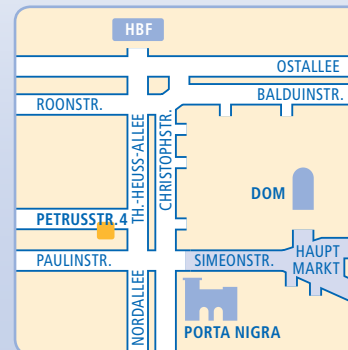 HBF
OSTALLEE
BALDUINSTR.
ROONSTR.
TH.-HEUSS-ALLEE
CHRISTOPHSTR.
DOM
PETRUSSTR.4
PAULINSTR.
SIMEONSTR.
HAUPT
MARKT
NORDALLEE
PORTA NIGRA